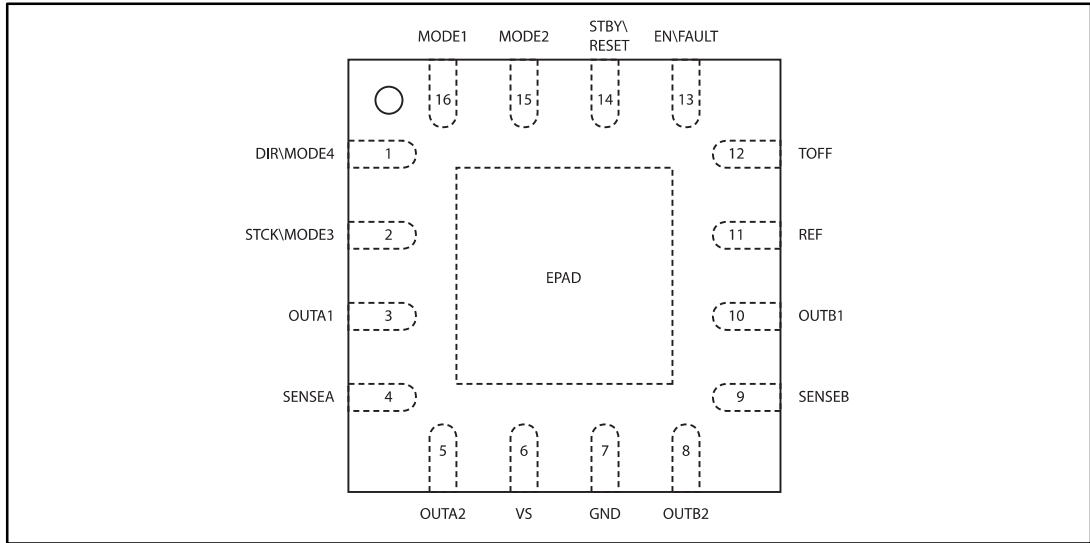 MODE1 MODE2 STBY\ EN\FAULT
RESET
16 15 14 13
DIR\MODE4 1 12 TOFF
STCK\MODE3 2 11 REF
EPAD
OUTA1 3 10 OUTB1
SENSEA 4 9 SENSEB
5 6 7 8
OUTA2 VS GND OUTB2